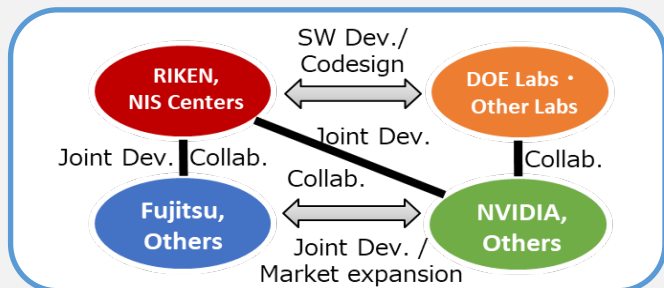 SW Dev./
Codesign
RIKEN,
NIS Centers
DOE Labs・
Other Labs
Joint Dev.
Joint Dev.
Collab.
Collab.
Collab.
Fujitsu,
Others
NVIDIA,
Others
Joint Dev. /
Market expansion